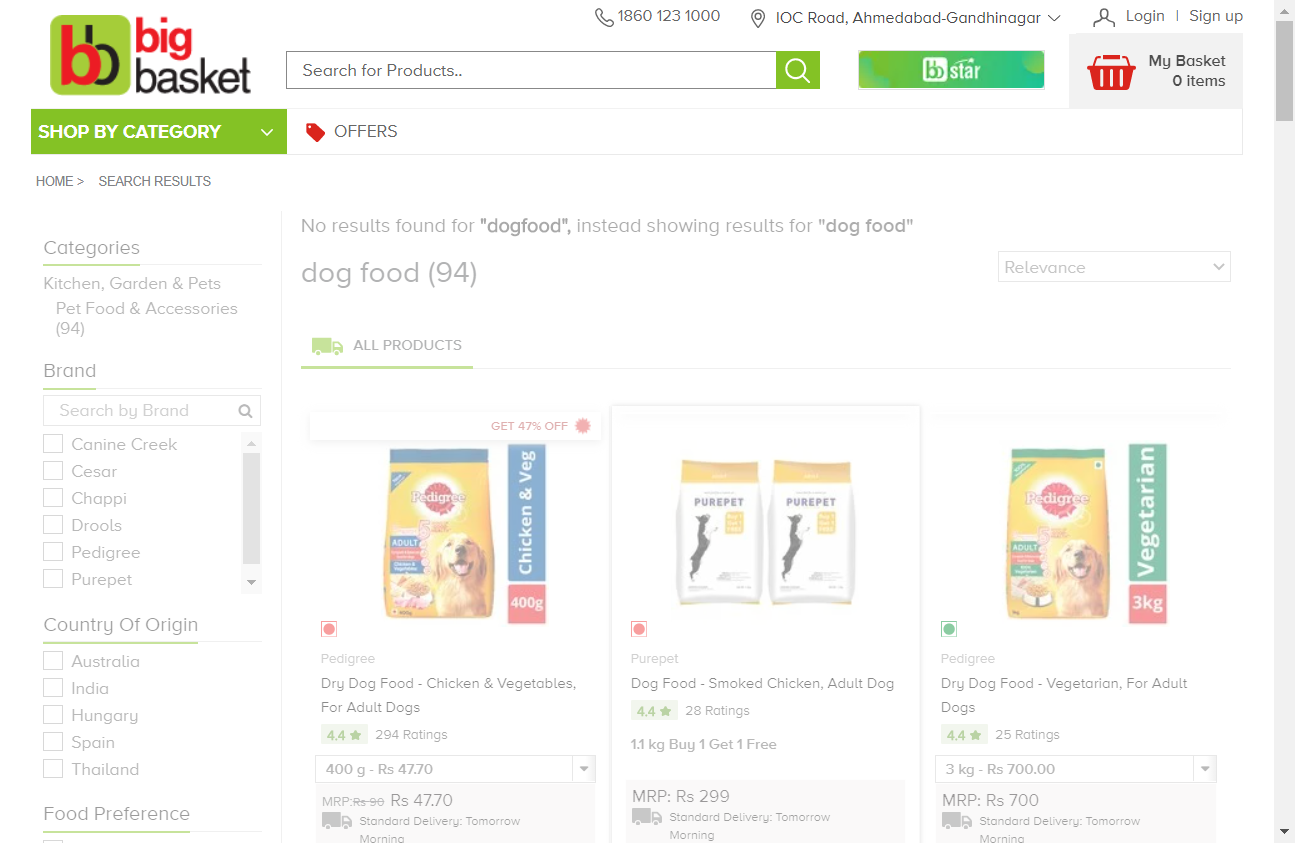 1860 123 1000
IOC Road, Ahmedabad-Gandhinagar
Login | Sign up
bb big basket
Search for Products..
bb star
My Basket
0 items
SHOP BY CATEGORY
OFFERS
HOME > SEARCH RESULTS
No results found for "dogfood", instead showing results for "dog food"
dog food (94)
Relevance
ALL PRODUCTS
Categories
Kitchen, Garden & Pets
Pet Food & Accessories
(94)
Brand
Search by Brand
Canine Creek
Cesar
Chappi
Drools
Pedigree
Purepet
Country Of Origin
Australia
India
Hungary
Spain
Thailand
Food Preference
GET 47% OFF
Pedigree
ADULT
Chicken & Veg
400g
Pedigree
Dry Dog Food - Chicken & Vegetables,
For Adult Dogs
4.4 ★ 294 Ratings
400 g - Rs 47.70
MRP:Rs 90 Rs 47.70
Standard Delivery: Tomorrow
Morning
PUREPET
PUREPET
Purepet
Dog Food - Smoked Chicken, Adult Dog
4.4 ★ 28 Ratings
1.1 kg Buy 1 Get 1 Free
MRP: Rs 299
Standard Delivery: Tomorrow
Morning
Pedigree
ADULT
Vegetarian
3kg
Pedigree
Dry Dog Food - Vegetarian, For Adult
Dogs
4.4 ★ 25 Ratings
3 kg - Rs 700.00
MRP: Rs 700
Standard Delivery: Tomorrow
Morning